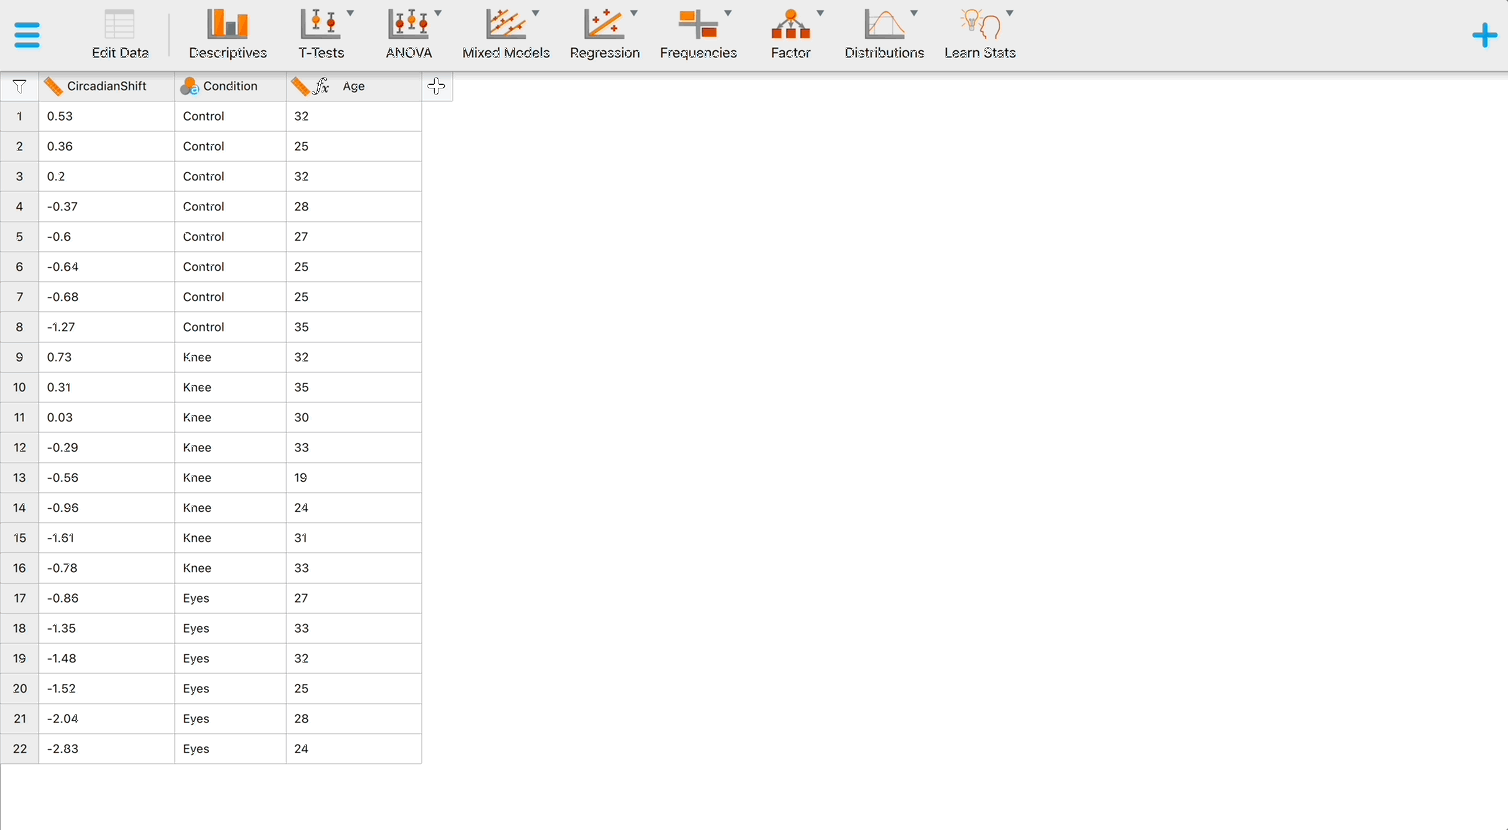 Edit Data Descriptives T-Tests ANOVA Mixed Models Regression Frequencies Factor Distributions Learn Stats
CircadianShift Condition fx Age
1 0.53 Control 32
2 0.36 Control 25
3 0.2 Control 32
4 -0.37 Control 28
5 -0.6 Control 27
6 -0.64 Control 25
7 -0.68 Control 25
8 -1.27 Control 35
9 0.73 Knee 32
10 0.31 Knee 35
11 0.03 Knee 30
12 -0.29 Knee 33
13 -0.56 Knee 19
14 -0.96 Knee 24
15 -1.61 Knee 31
16 -0.78 Knee 33
17 -0.86 Eyes 27
18 -1.35 Eyes 33
19 -1.48 Eyes 32
20 -1.52 Eyes 25
21 -2.04 Eyes 28
22 -2.83 Eyes 24